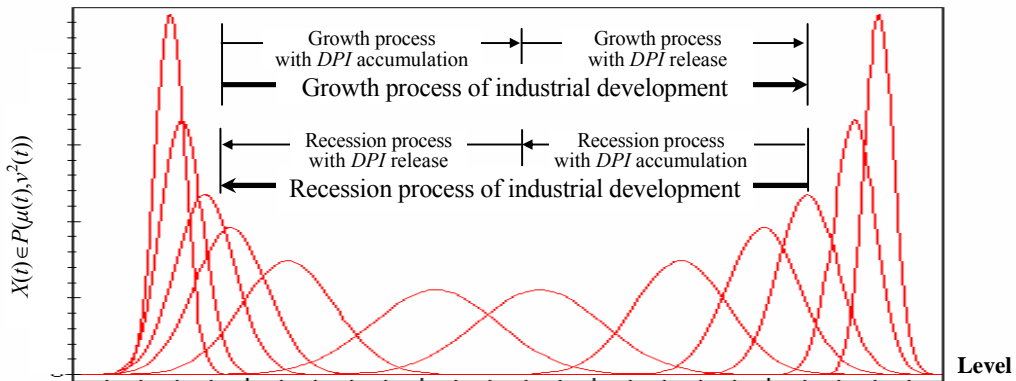 Growth process
with DPI accumulation
Growth process
with DPI release
Growth process of industrial development
Recession process
with DPI release
Recession process
with DPI accumulation
Recession process of industrial development
X(t)∈P(μ(t),v²(t))
Level